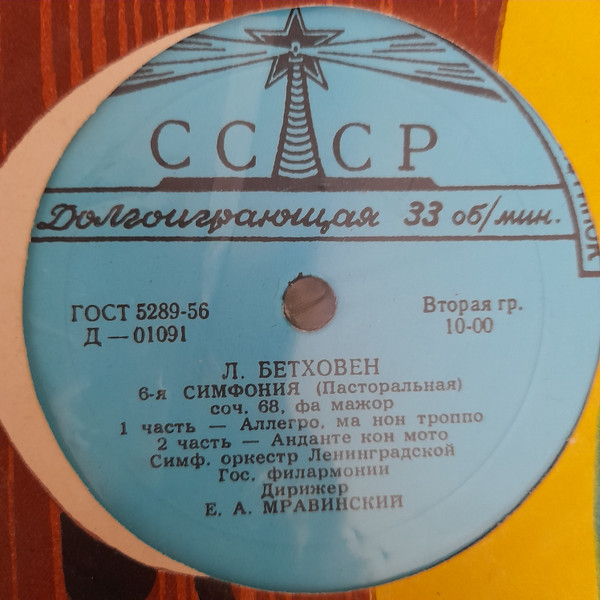 СССР
Долгоиграющая 33 об/мин.
ГОСТ 5289-56
Д — 01091
Вторая гр.
10-00
Л. БЕТХОВЕН
6-я СИМФОНИЯ (Пасторальная)
соч. 68, фа мажор
1 часть — Аллегро, ма нон троппо
2 часть — Анданте кон мото
Симф. оркестр Ленинградской
Гос. филармонии
Дирижер
Е. А. МРАВИНСКИЙ